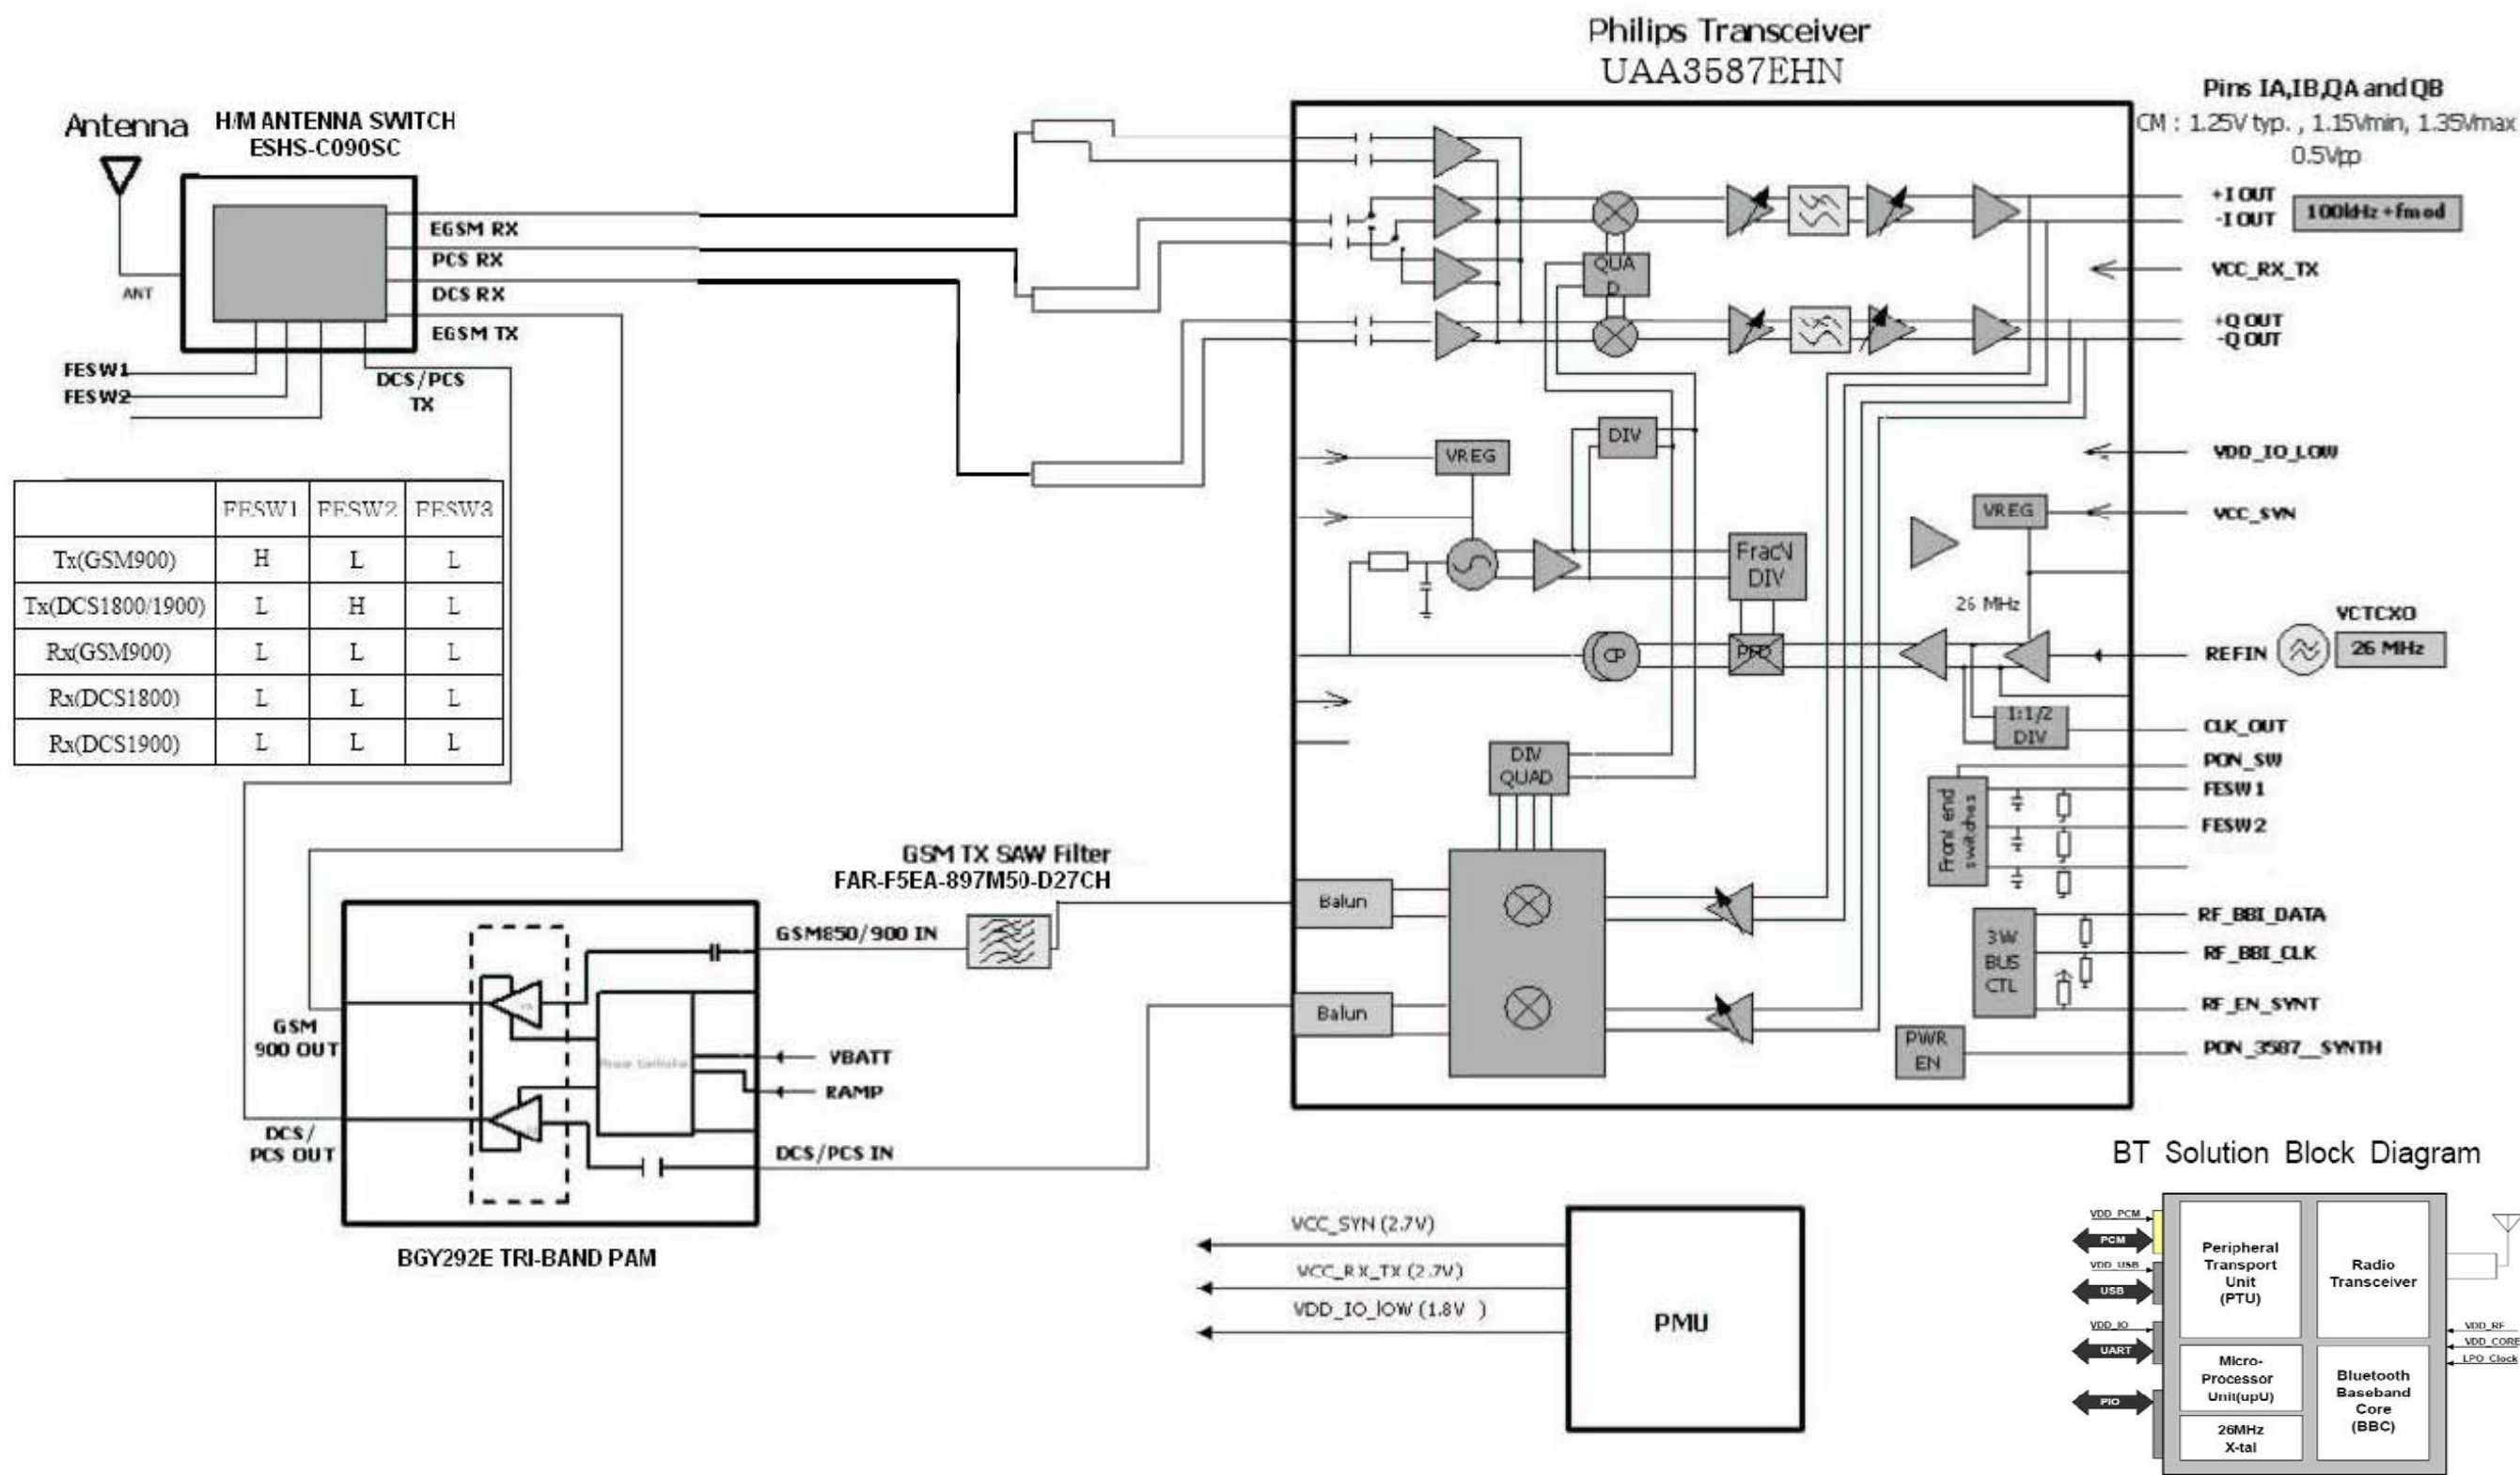 Philips Transceiver
UAA3587EHN
Pins IA,IB,QA and QB
CM : 1.25V typ. , 1.15Vmin, 1.35Vmax
0.5Vpp
Antenna
H/M ANTENNA SWITCH
ESHS-C090SC
ANT
EGSM RX
PCS RX
DCS RX
EGSM TX
DCS/PCS
TX
FESW1
FESW2
+I OUT
-I OUT
100kHz +fmod
VCC_RX_TX
+Q OUT
-Q OUT
QUA
D
DIV
VREG
VDD_IO_LOW
VREG
VCC_SYN
FESW1 FESW2 FESW3
Tx(GSM900) H L L
Tx(DCS1800/1900) L H L
Rx(GSM900) L L L
Rx(DCS1800) L L L
Rx(DCS1900) L L L
FracN
DIV
26 MHz
CP
PFD
REFIN
VCTCXO
26 MHz
1:1/2
DIV
CLK_OUT
PON_SW
FESW1
FESW2
Front end
switches
DIV
QUAD
GSM TX SAW Filter
FAR-F5EA-897M50-D27CH
Balun
Balun
3W
BUS
CTL
RF_BBI_DATA
RF_BBI_CLK
RF_EN_SYNT
PWR
EN
PON_3587__SYNTH
GSM850/900 IN
GSM
900 OUT
VBATT
RAMP
DCS/
PCS OUT
DCS/PCS IN
BGY292E TRI-BAND PAM
VCC_SYN (2.7V)
VCC_RX_TX (2.7V)
VDD_IO_lOW (1.8V )
PMU
BT Solution Block Diagram
VDD_PCM
PCM
VDD_USB
USB
VDD_IO
UART
PIO
Peripheral
Transport
Unit
(PTU)
Radio
Transceiver
Micro-
Processor
Unit(upU)
26MHz
X-tal
Bluetooth
Baseband
Core
(BBC)
VDD_RF
VDD_CORE
LPO_Clock